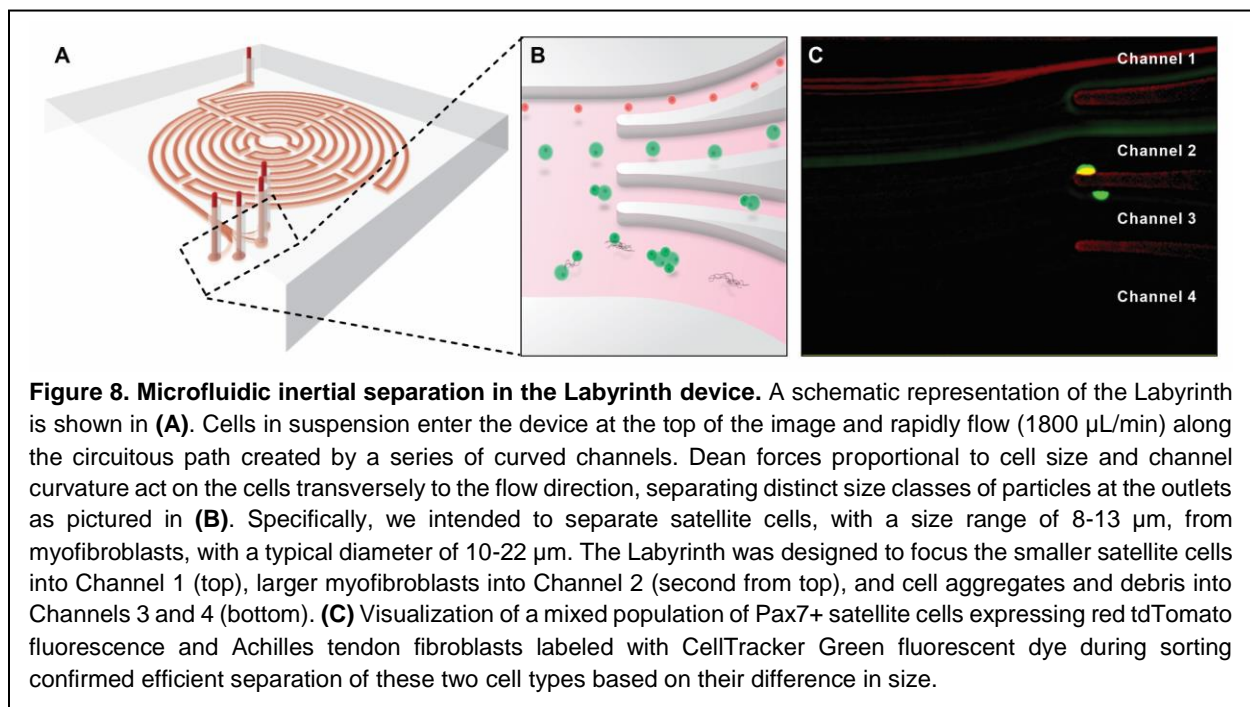 A
B
C
Channel 1
Channel 2
Channel 3
Channel 4
Figure 8. Microfluidic inertial separation in the Labyrinth device. A schematic representation of the Labyrinth
is shown in (A). Cells in suspension enter the device at the top of the image and rapidly flow (1800 µL/min) along
the circuitous path created by a series of curved channels. Dean forces proportional to cell size and channel
curvature act on the cells transversely to the flow direction, separating distinct size classes of particles at the outlets
as pictured in (B). Specifically, we intended to separate satellite cells, with a size range of 8-13 µm, from
myofibroblasts, with a typical diameter of 10-22 µm. The Labyrinth was designed to focus the smaller satellite cells
into Channel 1 (top), larger myofibroblasts into Channel 2 (second from top), and cell aggregates and debris into
Channels 3 and 4 (bottom). (C) Visualization of a mixed population of Pax7+ satellite cells expressing red tdTomato
fluorescence and Achilles tendon fibroblasts labeled with CellTracker Green fluorescent dye during sorting
confirmed efficient separation of these two cell types based on their difference in size.